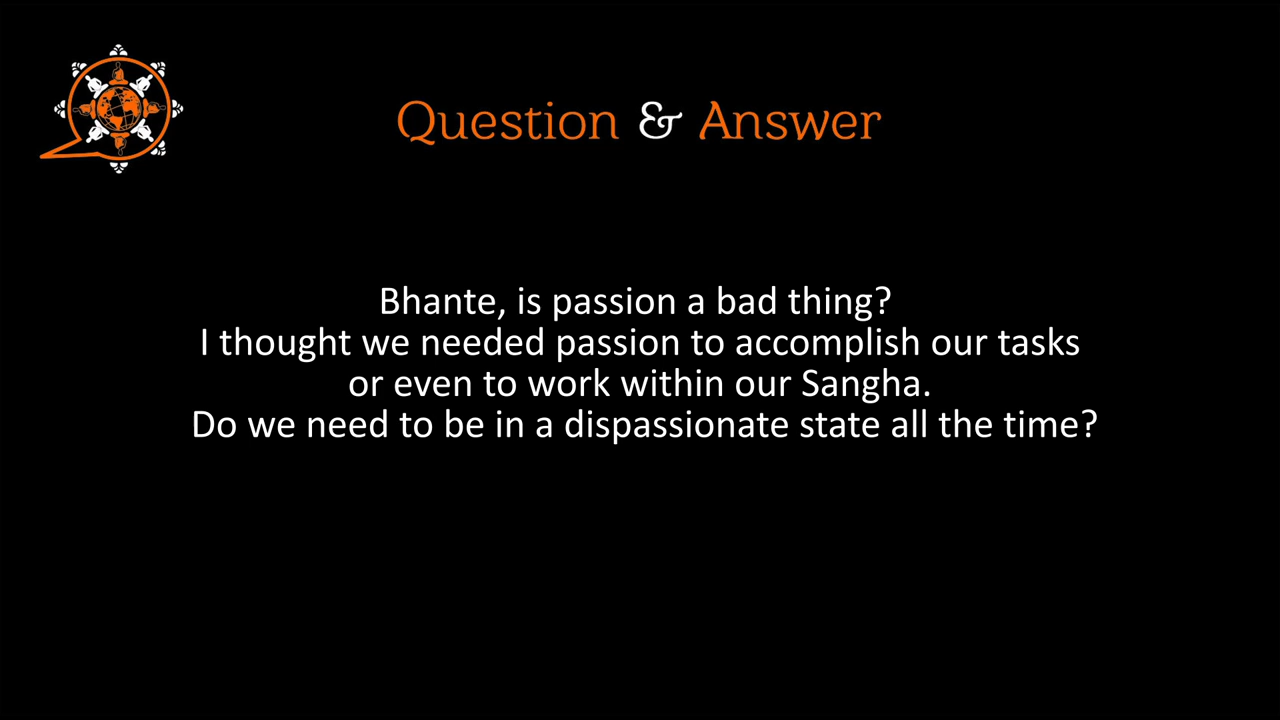 Question & Answer
Bhante, is passion a bad thing?
I thought we needed passion to accomplish our tasks
or even to work within our Sangha.
Do we need to be in a dispassionate state all the time?